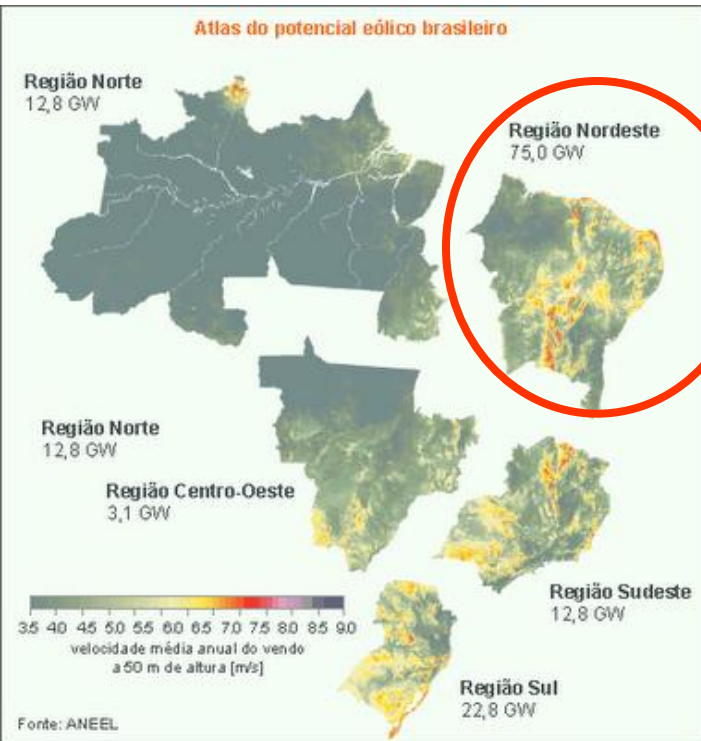 Atlas do potencial eólico brasileiro
Região Norte
12,8 GW
Região Nordeste
75,0 GW
Região Norte
12,8 GW
Região Centro-Oeste
3,1 GW
Região Sudeste
12,8 GW
3.5 4.0 4.5 5.0 5.5 6.0 6.5 7.0 7.5 8.0 8.5 9.0
velocidade média anual do vendo
a 50 m de altura [m/s]
Região Sul
22,8 GW
Fonte: ANEEL